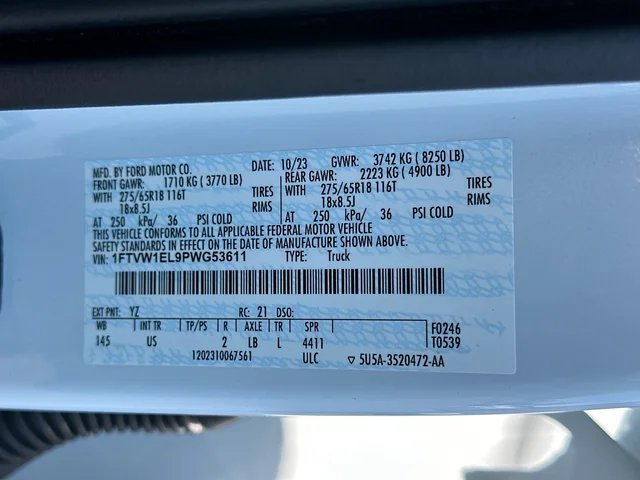 MFD. BY FORD MOTOR CO. DATE: 10/23 GVWR: 3742 KG ( 8250 LB)
FRONT GAWR: 1710 KG ( 3770 LB) REAR GAWR: 2223 KG ( 4900 LB)
WITH 275/65R18 116T TIRES WITH 275/65R18 116T TIRES
18x8.5J RIMS 18x8.5J RIMS
AT 250 kPa/ 36 PSI COLD AT 250 kPa/ 36 PSI COLD
THIS VEHICLE CONFORMS TO ALL APPLICABLE FEDERAL MOTOR VEHICLE
SAFETY STANDARDS IN EFFECT ON THE DATE OF MANUFACTURE SHOWN ABOVE.
VIN: 1FTVW1EL9PWG53611 TYPE: Truck
EXT PNT: YZ RC: 21 DSO:
WB INT TR TP/PS R AXLE TR SPR F0246
145 US 2 LB L 4411 T0539
1202310067561 ULC 5U5A-3520472-AA